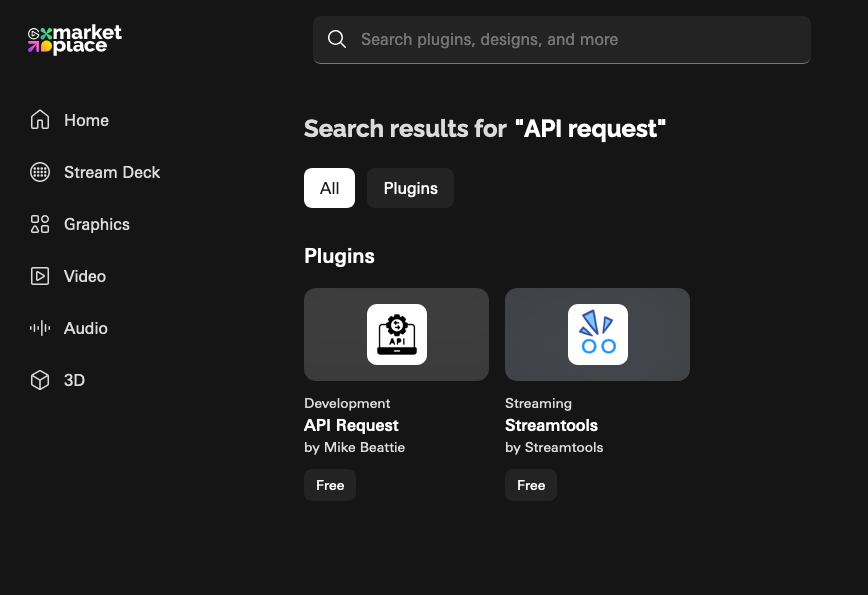 market
place
Search plugins, designs, and more
Home
Stream Deck
Graphics
Video
Audio
3D
Search results for "API request"
All
Plugins
Plugins
API
Development
API Request
by Mike Beattie
Free
Streaming
Streamtools
by Streamtools
Free